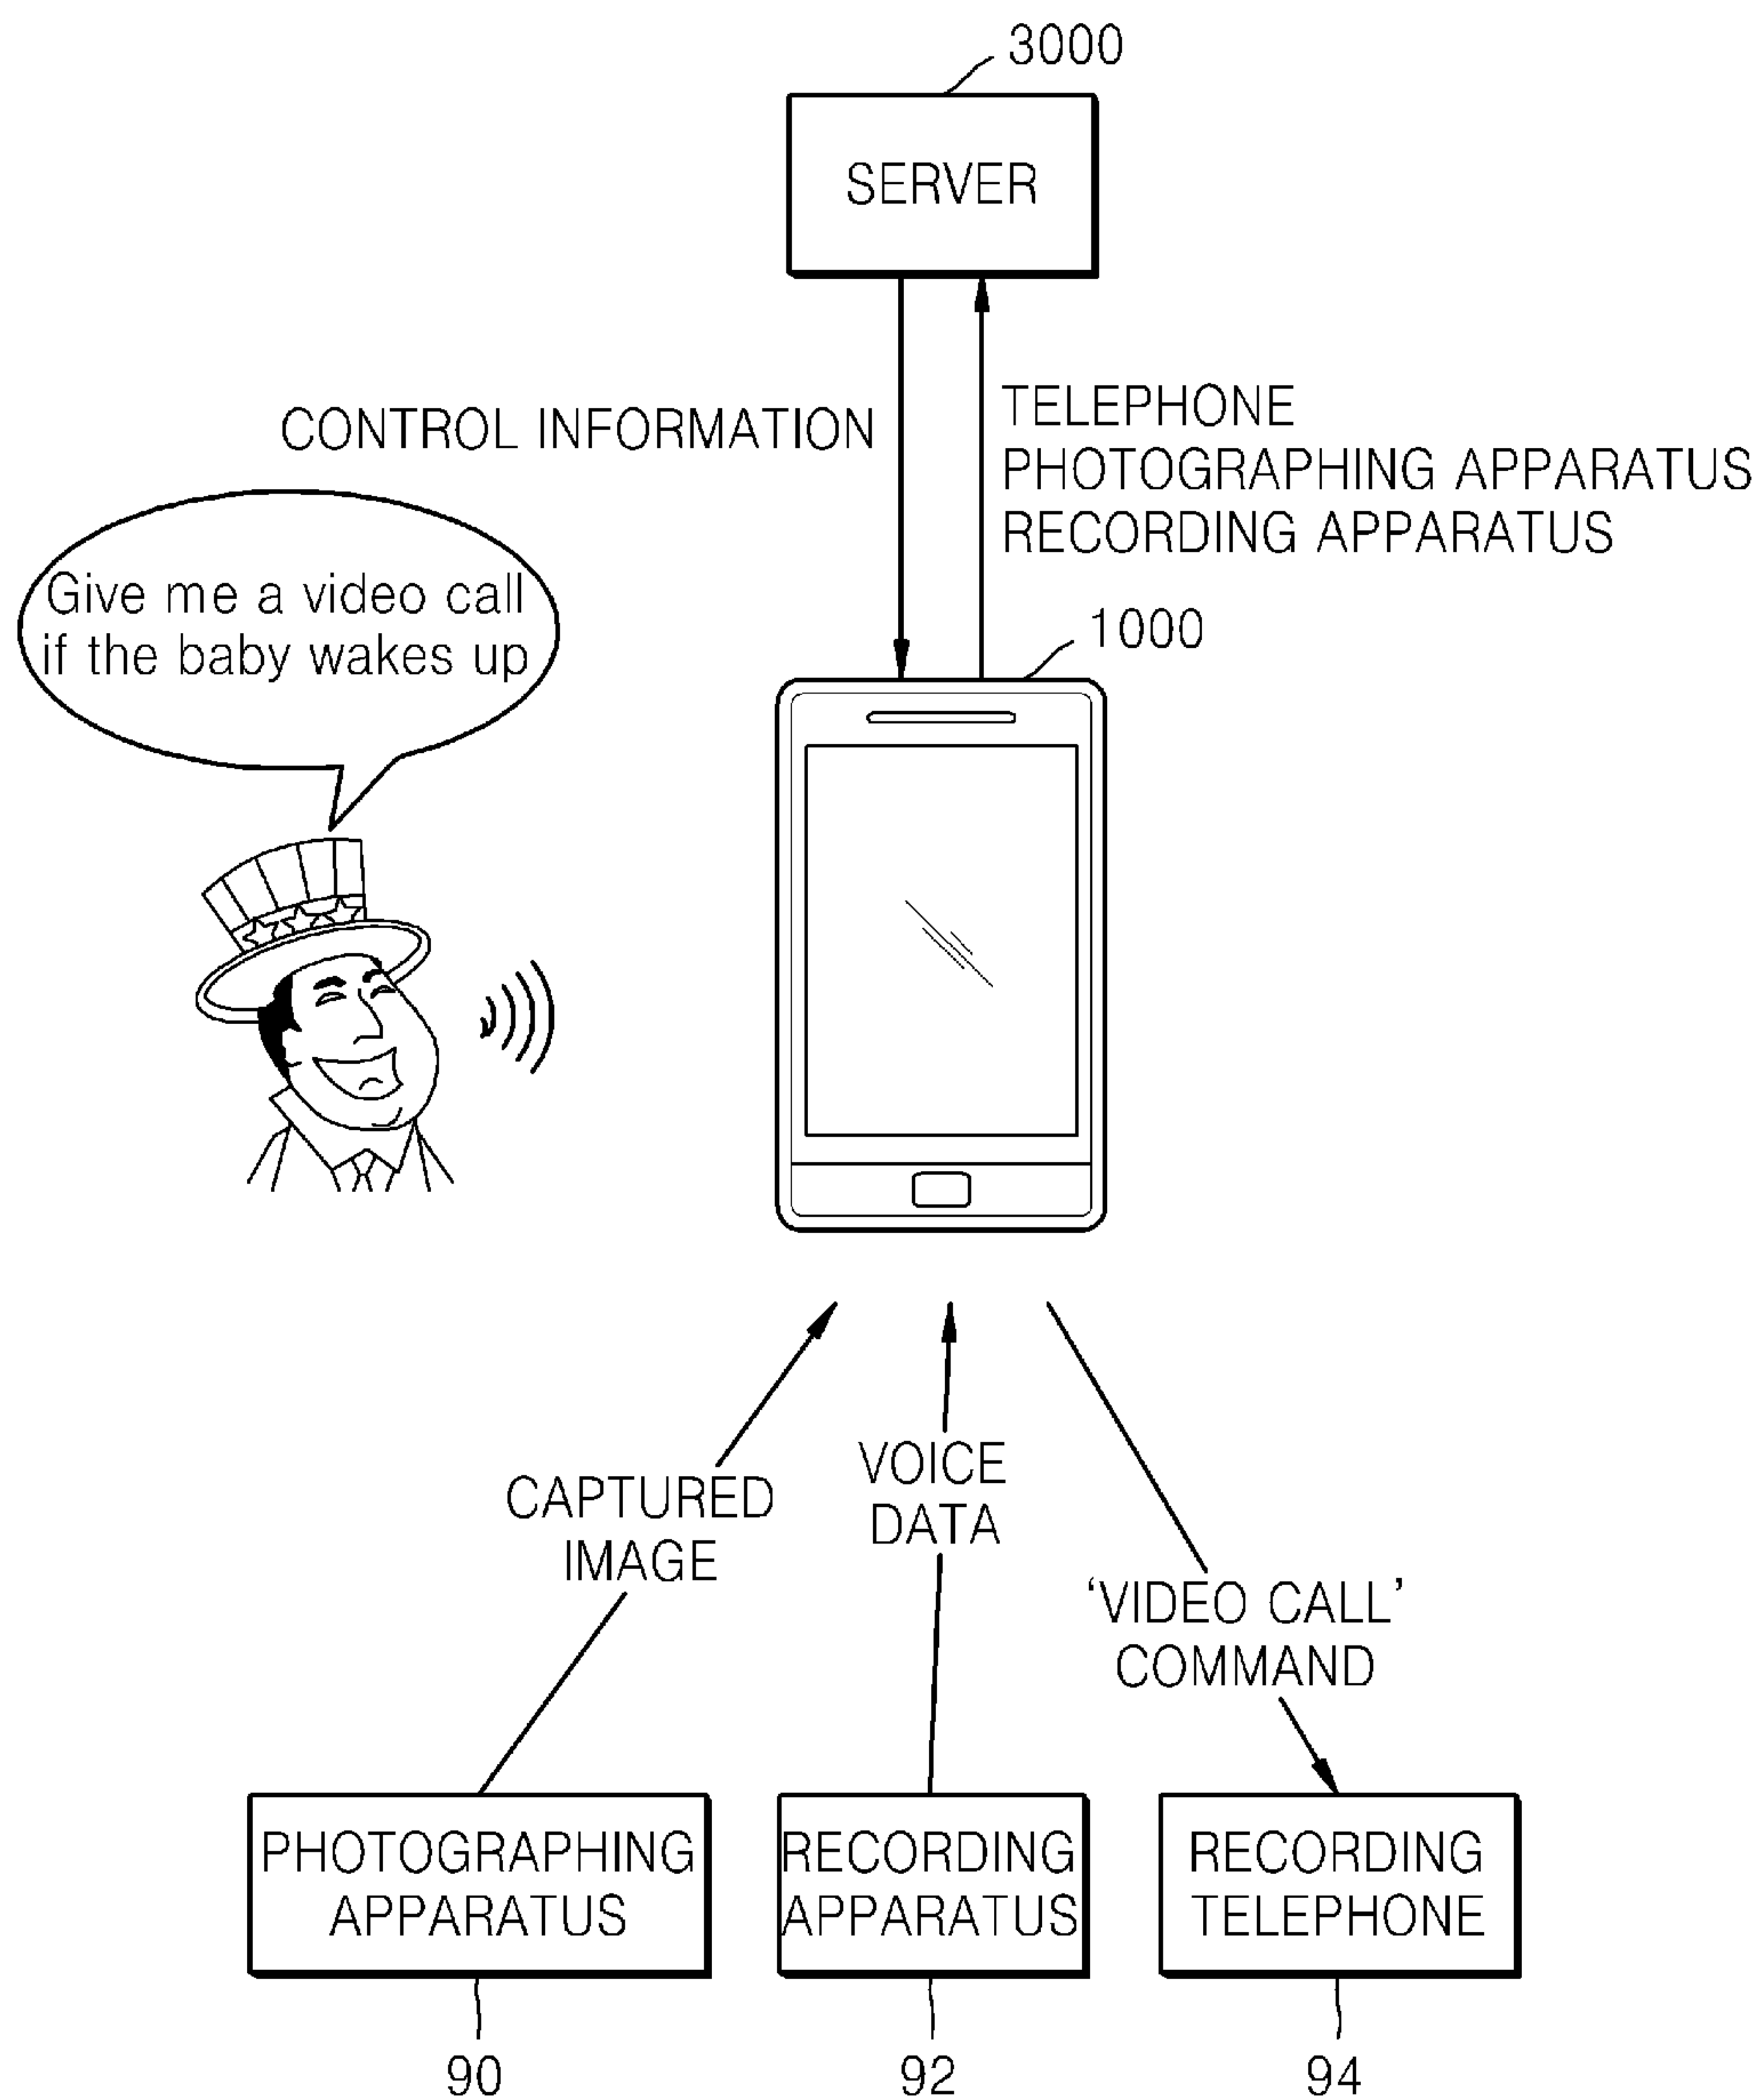 3000
SERVER
CONTROL INFORMATION
TELEPHONE
PHOTOGRAPHING APPARATUS
RECORDING APPARATUS
Give me a video call
if the baby wakes up
1000
CAPTURED
IMAGE
VOICE
DATA
‘VIDEO CALL’
COMMAND
PHOTOGRAPHING
APPARATUS
RECORDING
APPARATUS
RECORDING
TELEPHONE
90
92
94